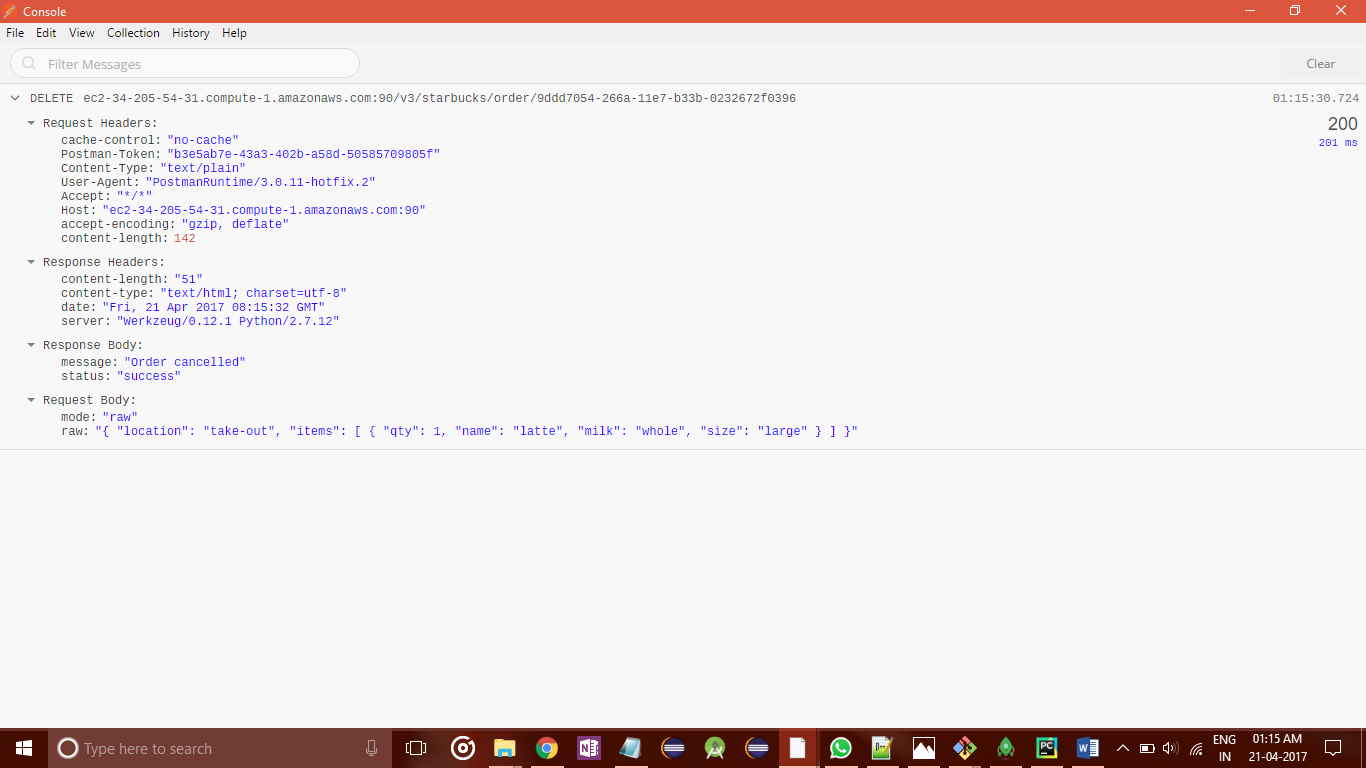 Console
File Edit View Collection History Help
Filter Messages
Clear
DELETE ec2-34-205-54-31.compute-1.amazonaws.com:90/v3/starbucks/order/9ddd7054-266a-11e7-b33b-0232672f0396 01:15:30.724
Request Headers: 200
201 ms
cache-control: "no-cache"
Postman-Token: "b3e5ab7e-43a3-402b-a58d-50585709805f"
Content-Type: "text/plain"
User-Agent: "PostmanRuntime/3.0.11-hotfix.2"
Accept: "*/*"
Host: "ec2-34-205-54-31.compute-1.amazonaws.com:90"
accept-encoding: "gzip, deflate"
content-length: 142
Response Headers:
content-length: "51"
content-type: "text/html; charset=utf-8"
date: "Fri, 21 Apr 2017 08:15:32 GMT"
server: "Werkzeug/0.12.1 Python/2.7.12"
Response Body:
message: "Order cancelled"
status: "success"
Request Body:
mode: "raw"
raw: "{ "location": "take-out", "items": [ { "qty": 1, "name": "latte", "milk": "whole", "size": "large" } ] }"
Type here to search
ENG 01:15 AM
IN 21-04-2017